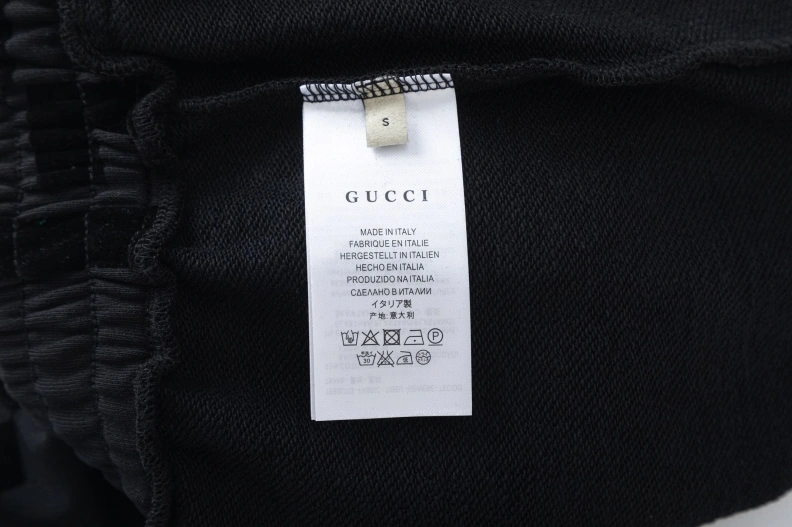 S
GUCCI
MADE IN ITALY
FABRIQUE EN ITALIE
HERGESTELLT IN ITALIEN
HECHO EN ITALIA
PRODUZIDO NA ITALIA
СДЕЛАНО В ИТАЛИИ
イタリア製
产地:意大利
P
30